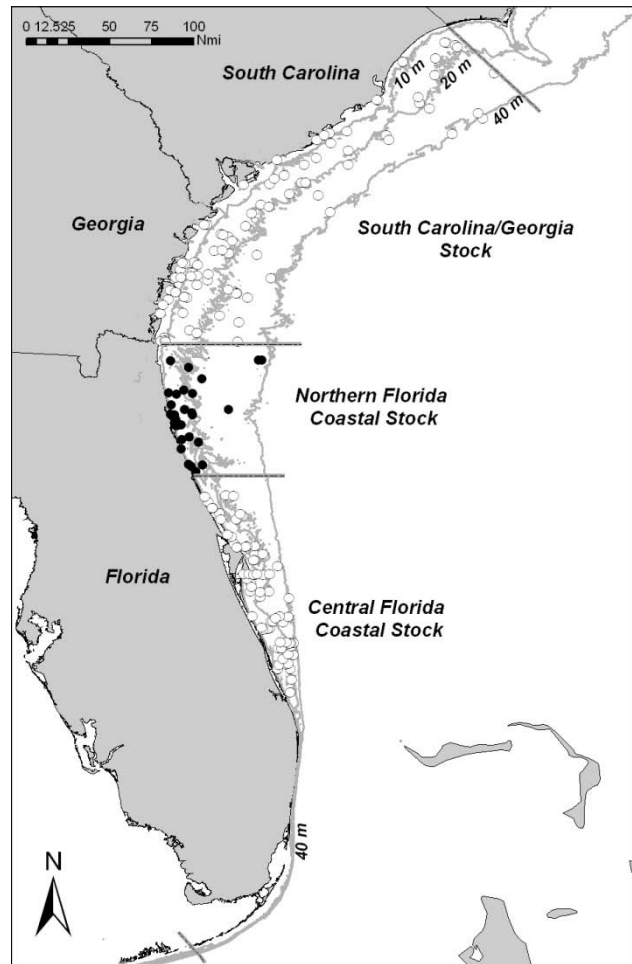 0 12.525 50 75 100
Nmi
South Carolina
10 m
20 m
40 m
Georgia
South Carolina/Georgia
Stock
Northern Florida
Coastal Stock
Florida
Central Florida
Coastal Stock
40 m
N